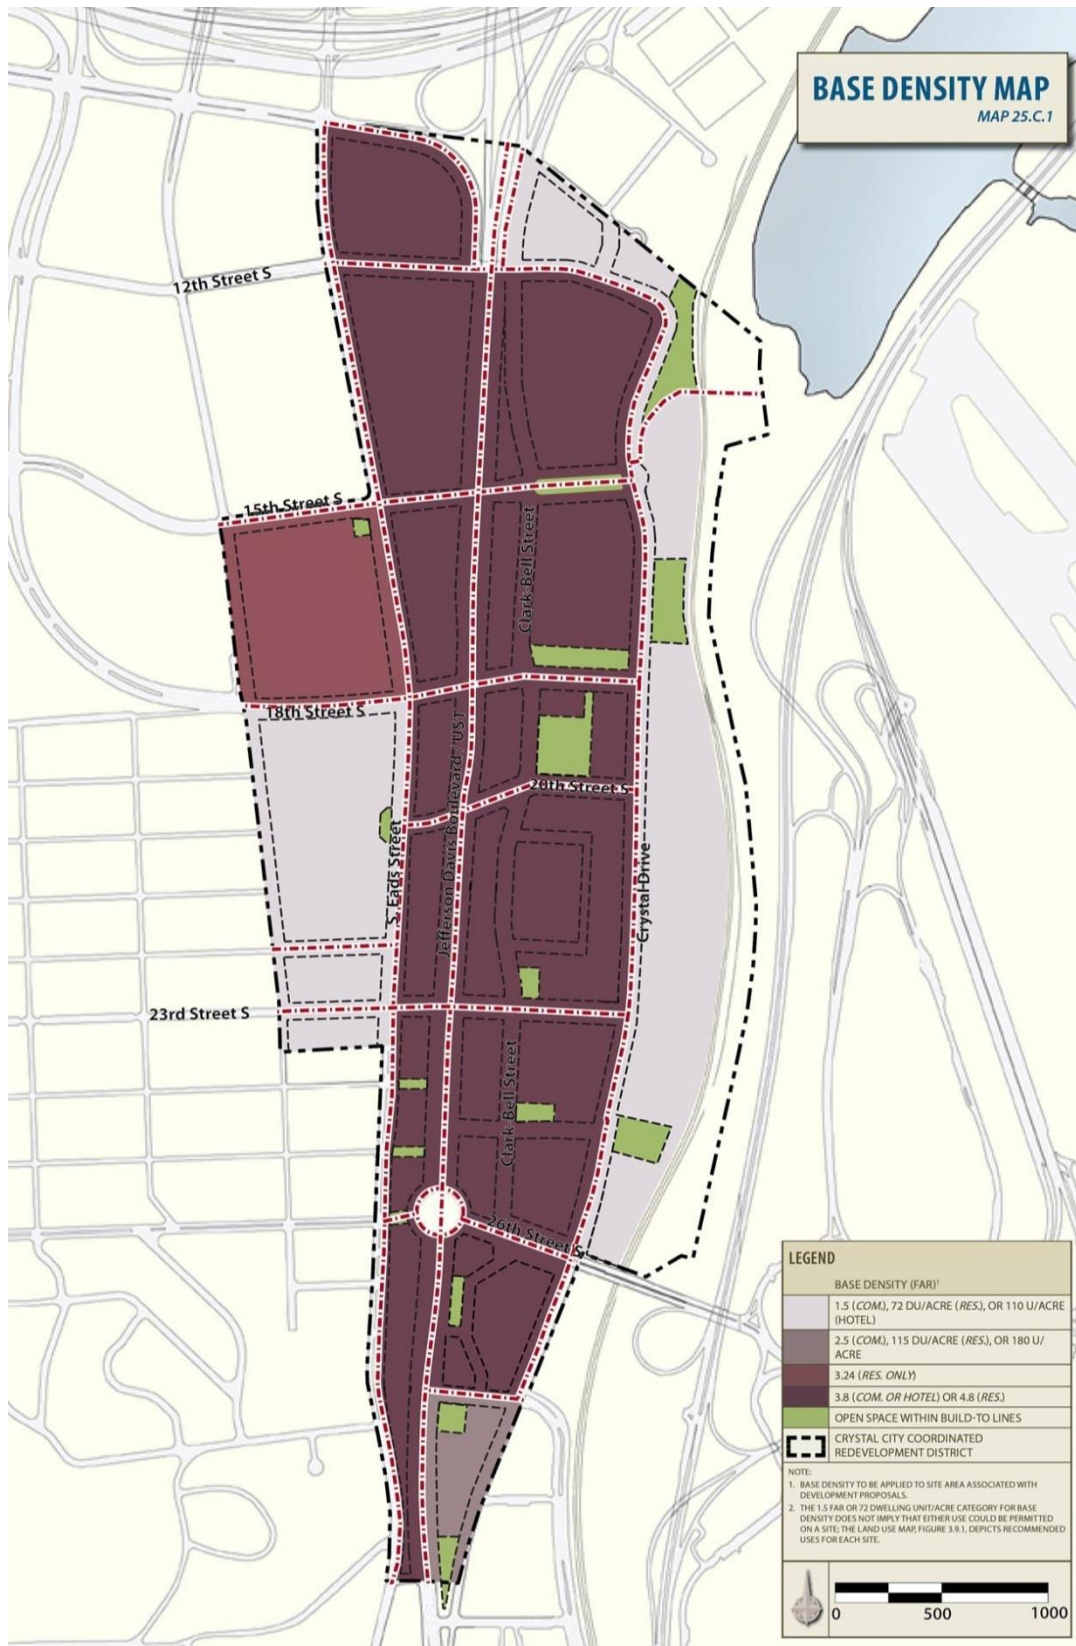 BASE DENSITY MAP
MAP 25.C.1
12th Street S
15th Street S
Clark-Bell Street
18th Street S
Jefferson Davis Boulevard / US1
20th Street S
S. Eads Street
Crystal Drive
23rd Street S
Clark-Bell Street
26th Street S
LEGEND
BASE DENSITY (FAR)¹
1.5 (COM.), 72 DU/ACRE (RES.), OR 110 U/ACRE
(HOTEL)
2.5 (COM.), 115 DU/ACRE (RES.), OR 180 U/
ACRE
3.24 (RES. ONLY)
3.8 (COM. OR HOTEL) OR 4.8 (RES.)
OPEN SPACE WITHIN BUILD-TO LINES
CRYSTAL CITY COORDINATED
REDEVELOPMENT DISTRICT
NOTE:
1. BASE DENSITY TO BE APPLIED TO SITE AREA ASSOCIATED WITH
DEVELOPMENT PROPOSALS.
2. THE 1.5 FAR OR 72 DWELLING UNIT/ACRE CATEGORY FOR BASE
DENSITY DOES NOT IMPLY THAT EITHER USE COULD BE PERMITTED
ON A SITE; THE LAND USE MAP, FIGURE 3.9.1, DEPICTS RECOMMENDED
USES FOR EACH SITE.
0 500 1000